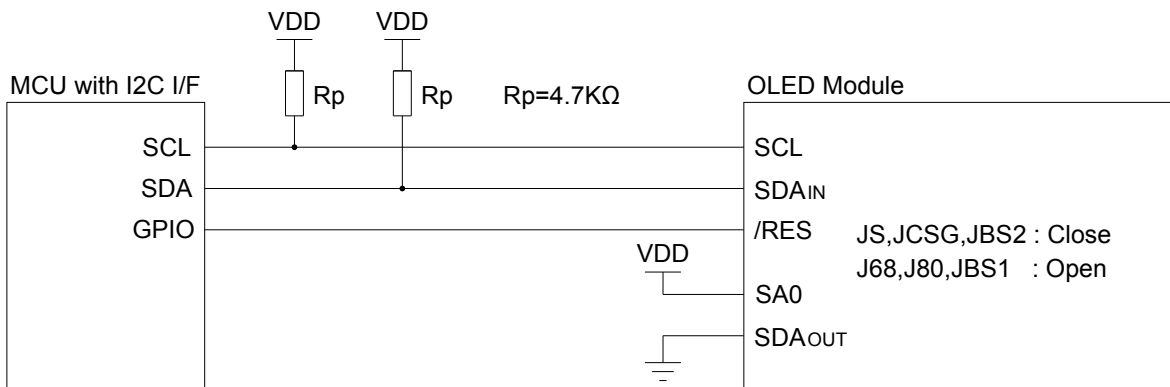 VDD VDD
MCU with I2C I/F Rp Rp Rp=4.7KΩ OLED Module
SCL SCL
SDA SDAIN
GPIO /RES JS,JCSG,JBS2 : Close
VDD J68,J80,JBS1 : Open
SA0
SDAOUT